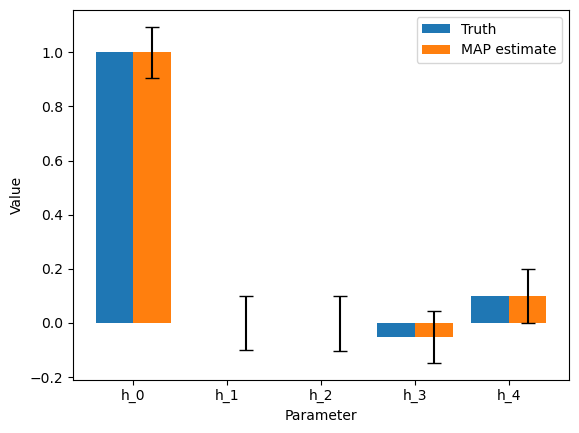 Truth
MAP estimate
1.0
0.8
0.6
0.4
0.2
0.0
−0.2
Value
h_0 h_1 h_2 h_3 h_4
Parameter